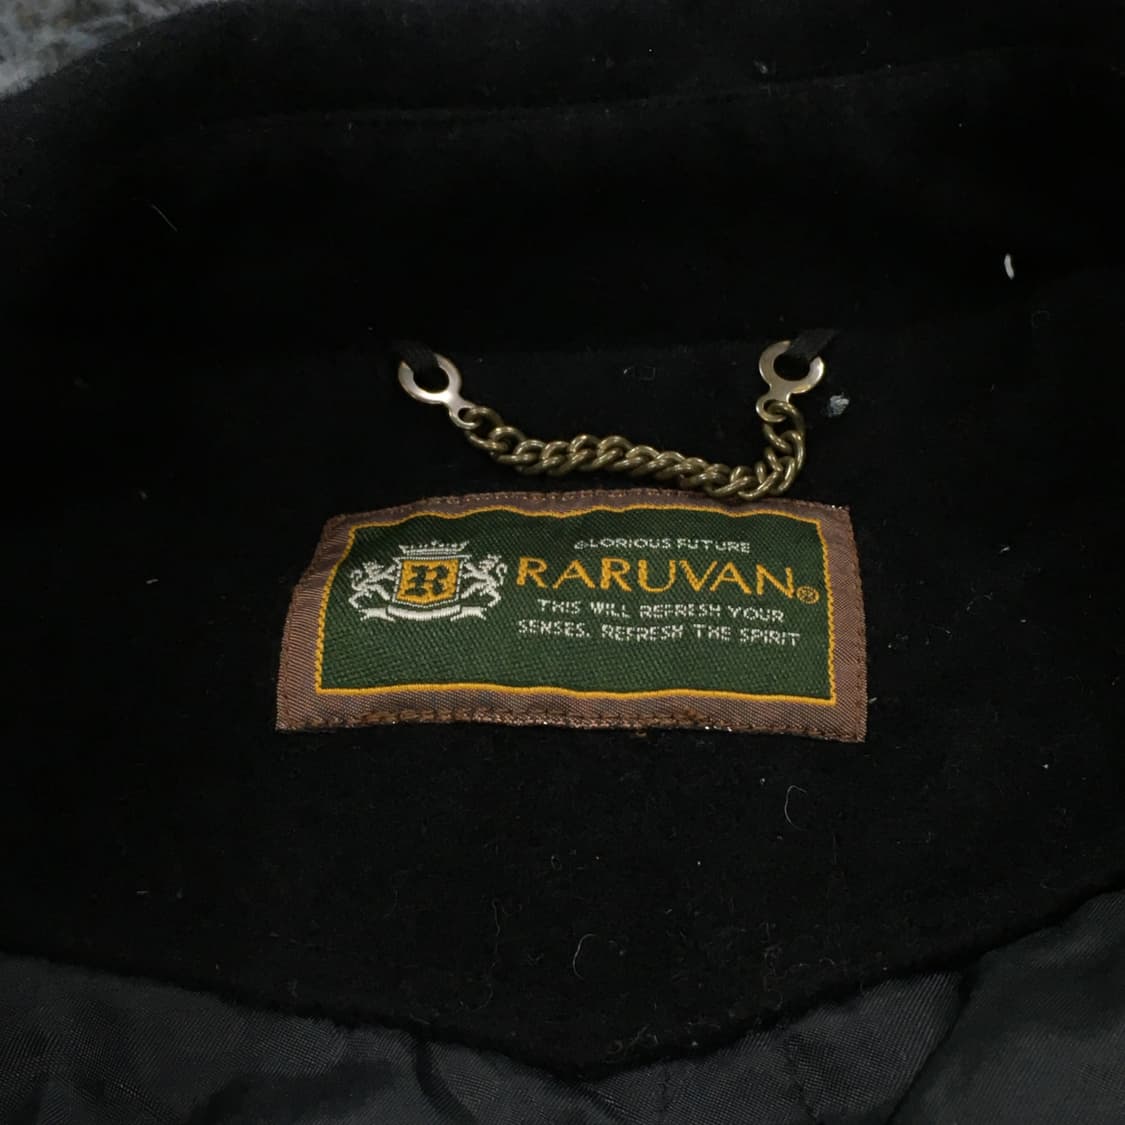 R
GLORIOUS FUTURE
RARUVAN®
THIS WILL REFRESH YOUR
SENSES, REFRESH THE SPIRIT